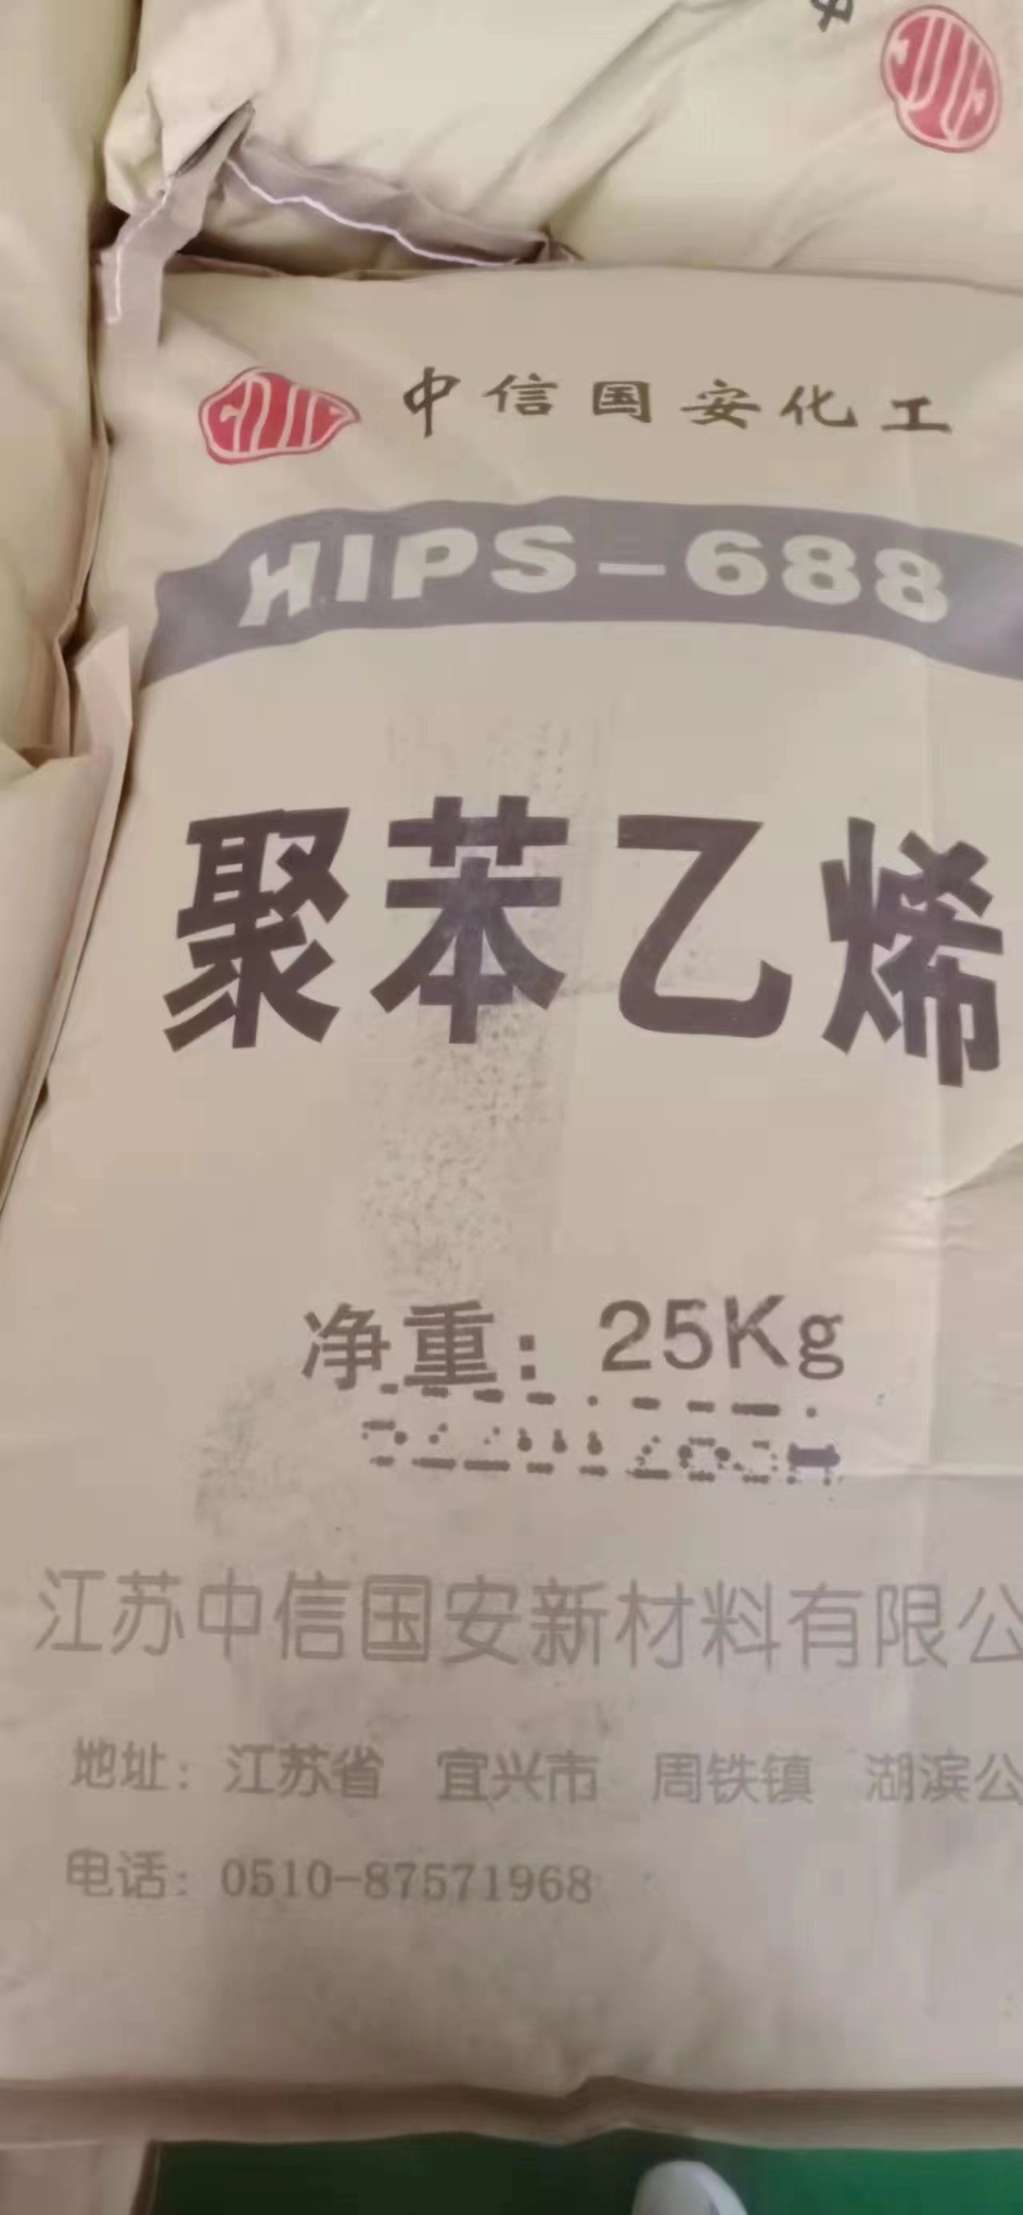 中信国安化工
HIPS-688
聚苯乙烯
净重：25Kg
江苏中信国安新材料有限公
地址：江苏省 宜兴市 周铁镇 湖滨公
电话：0510-87571968